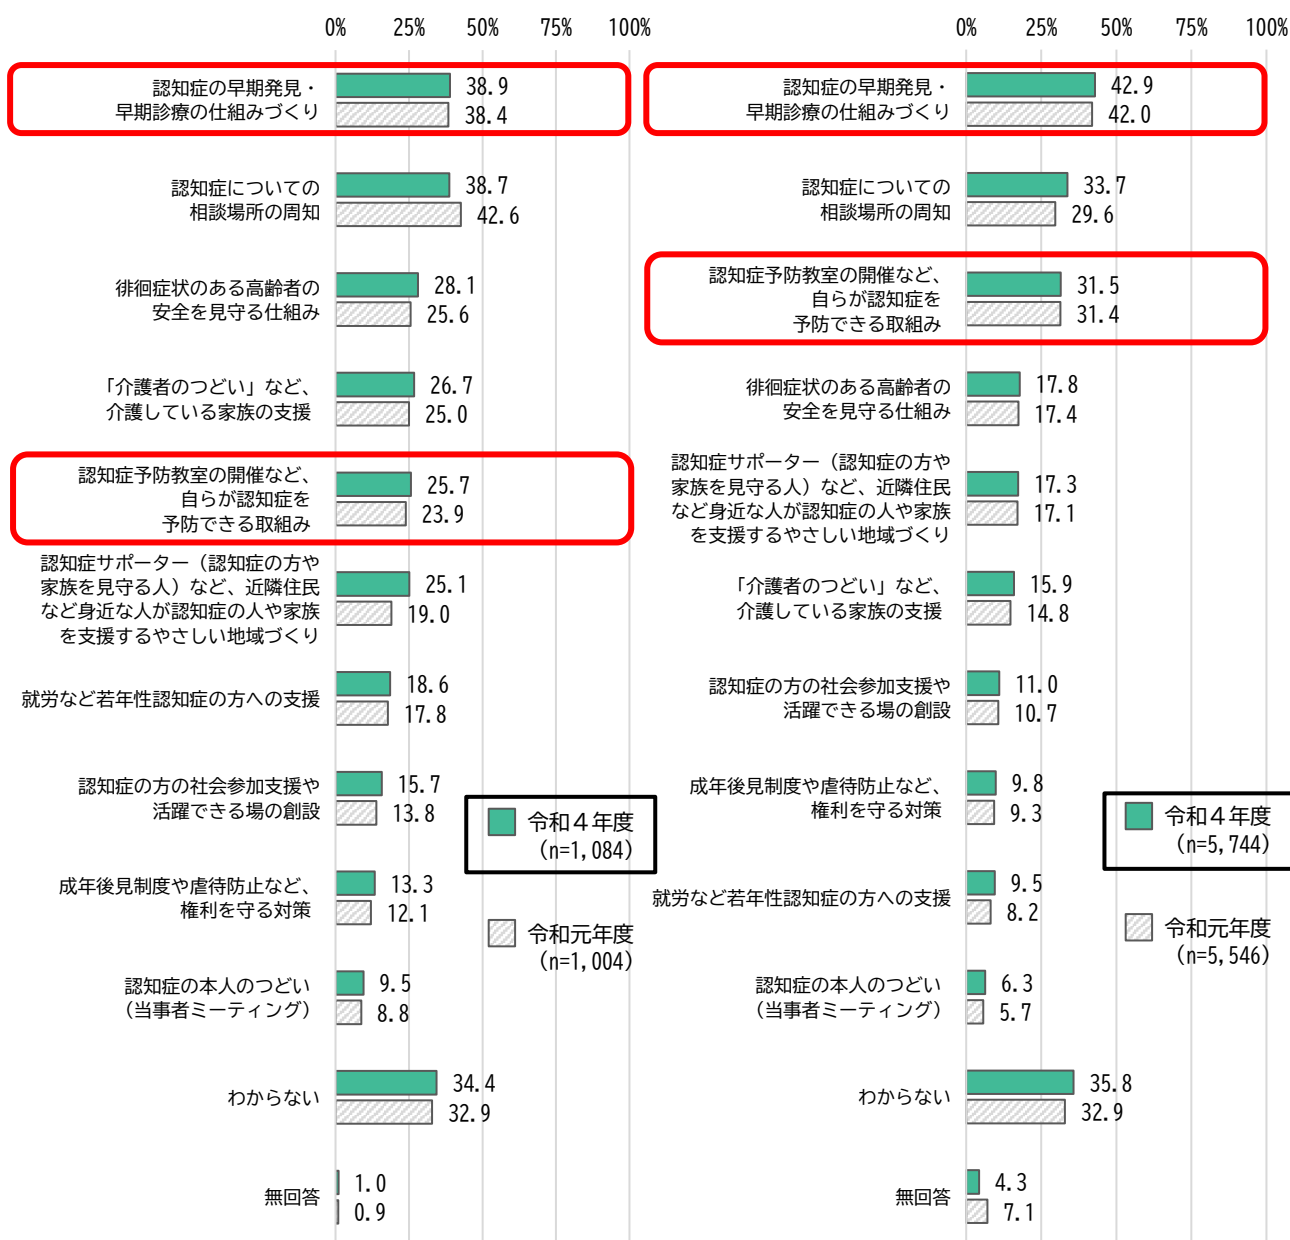 0% 25% 50% 75% 100%
認知症の早期発見・
早期診療の仕組みづくり
38.9
38.4
認知症についての
相談場所の周知
38.7
42.6
徘徊症状のある高齢者の
安全を見守る仕組み
28.1
25.6
「介護者のつどい」など、
介護している家族の支援
26.7
25.0
認知症予防教室の開催など、
自らが認知症を
予防できる取組み
25.7
23.9
認知症サポーター（認知症の方や
家族を見守る人）など、近隣住民
など身近な人が認知症の人や家族
を支援するやさしい地域づくり
25.1
19.0
就労など若年性認知症の方への支援
18.6
17.8
認知症の方の社会参加支援や
活躍できる場の創設
15.7
13.8
成年後見制度や虐待防止など、
権利を守る対策
13.3
12.1
認知症の本人のつどい
（当事者ミーティング）
9.5
8.8
わからない
34.4
32.9
無回答
1.0
0.9
令和４年度
(n=1,084)
令和元年度
(n=1,004)
0% 25% 50% 75% 100%
認知症の早期発見・
早期診療の仕組みづくり
42.9
42.0
認知症についての
相談場所の周知
33.7
29.6
認知症予防教室の開催など、
自らが認知症を
予防できる取組み
31.5
31.4
徘徊症状のある高齢者の
安全を見守る仕組み
17.8
17.4
認知症サポーター（認知症の方や
家族を見守る人）など、近隣住民
など身近な人が認知症の人や家族
を支援するやさしい地域づくり
17.3
17.1
「介護者のつどい」など、
介護している家族の支援
15.9
14.8
認知症の方の社会参加支援や
活躍できる場の創設
11.0
10.7
成年後見制度や虐待防止など、
権利を守る対策
9.8
9.3
就労など若年性認知症の方への支援
9.5
8.2
認知症の本人のつどい
（当事者ミーティング）
6.3
5.7
わからない
35.8
32.9
無回答
4.3
7.1
令和４年度
(n=5,744)
令和元年度
(n=5,546)